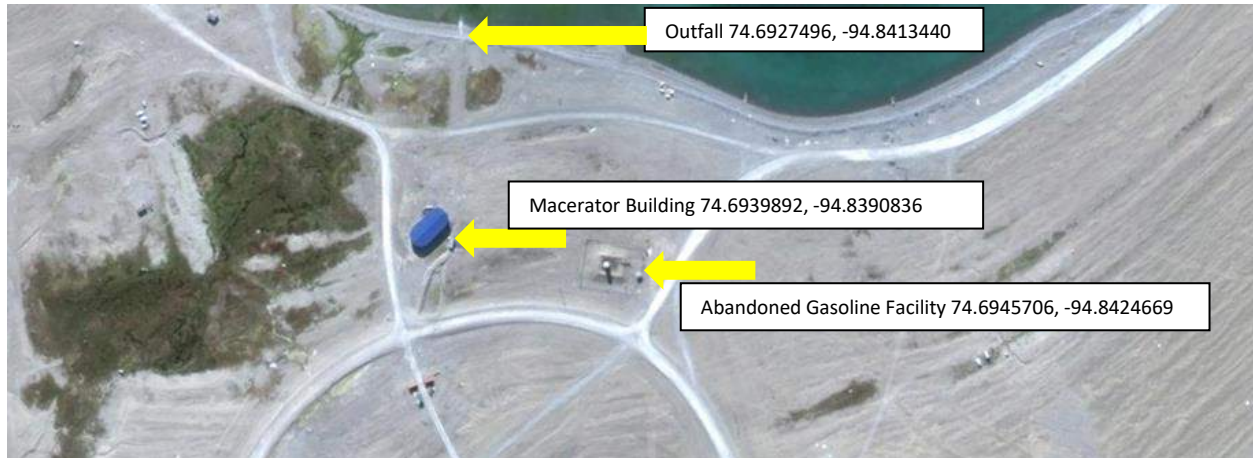 Outfall 74.6927496, -94.8413440
Macerator Building 74.6939892, -94.8390836
Abandoned Gasoline Facility 74.6945706, -94.8424669